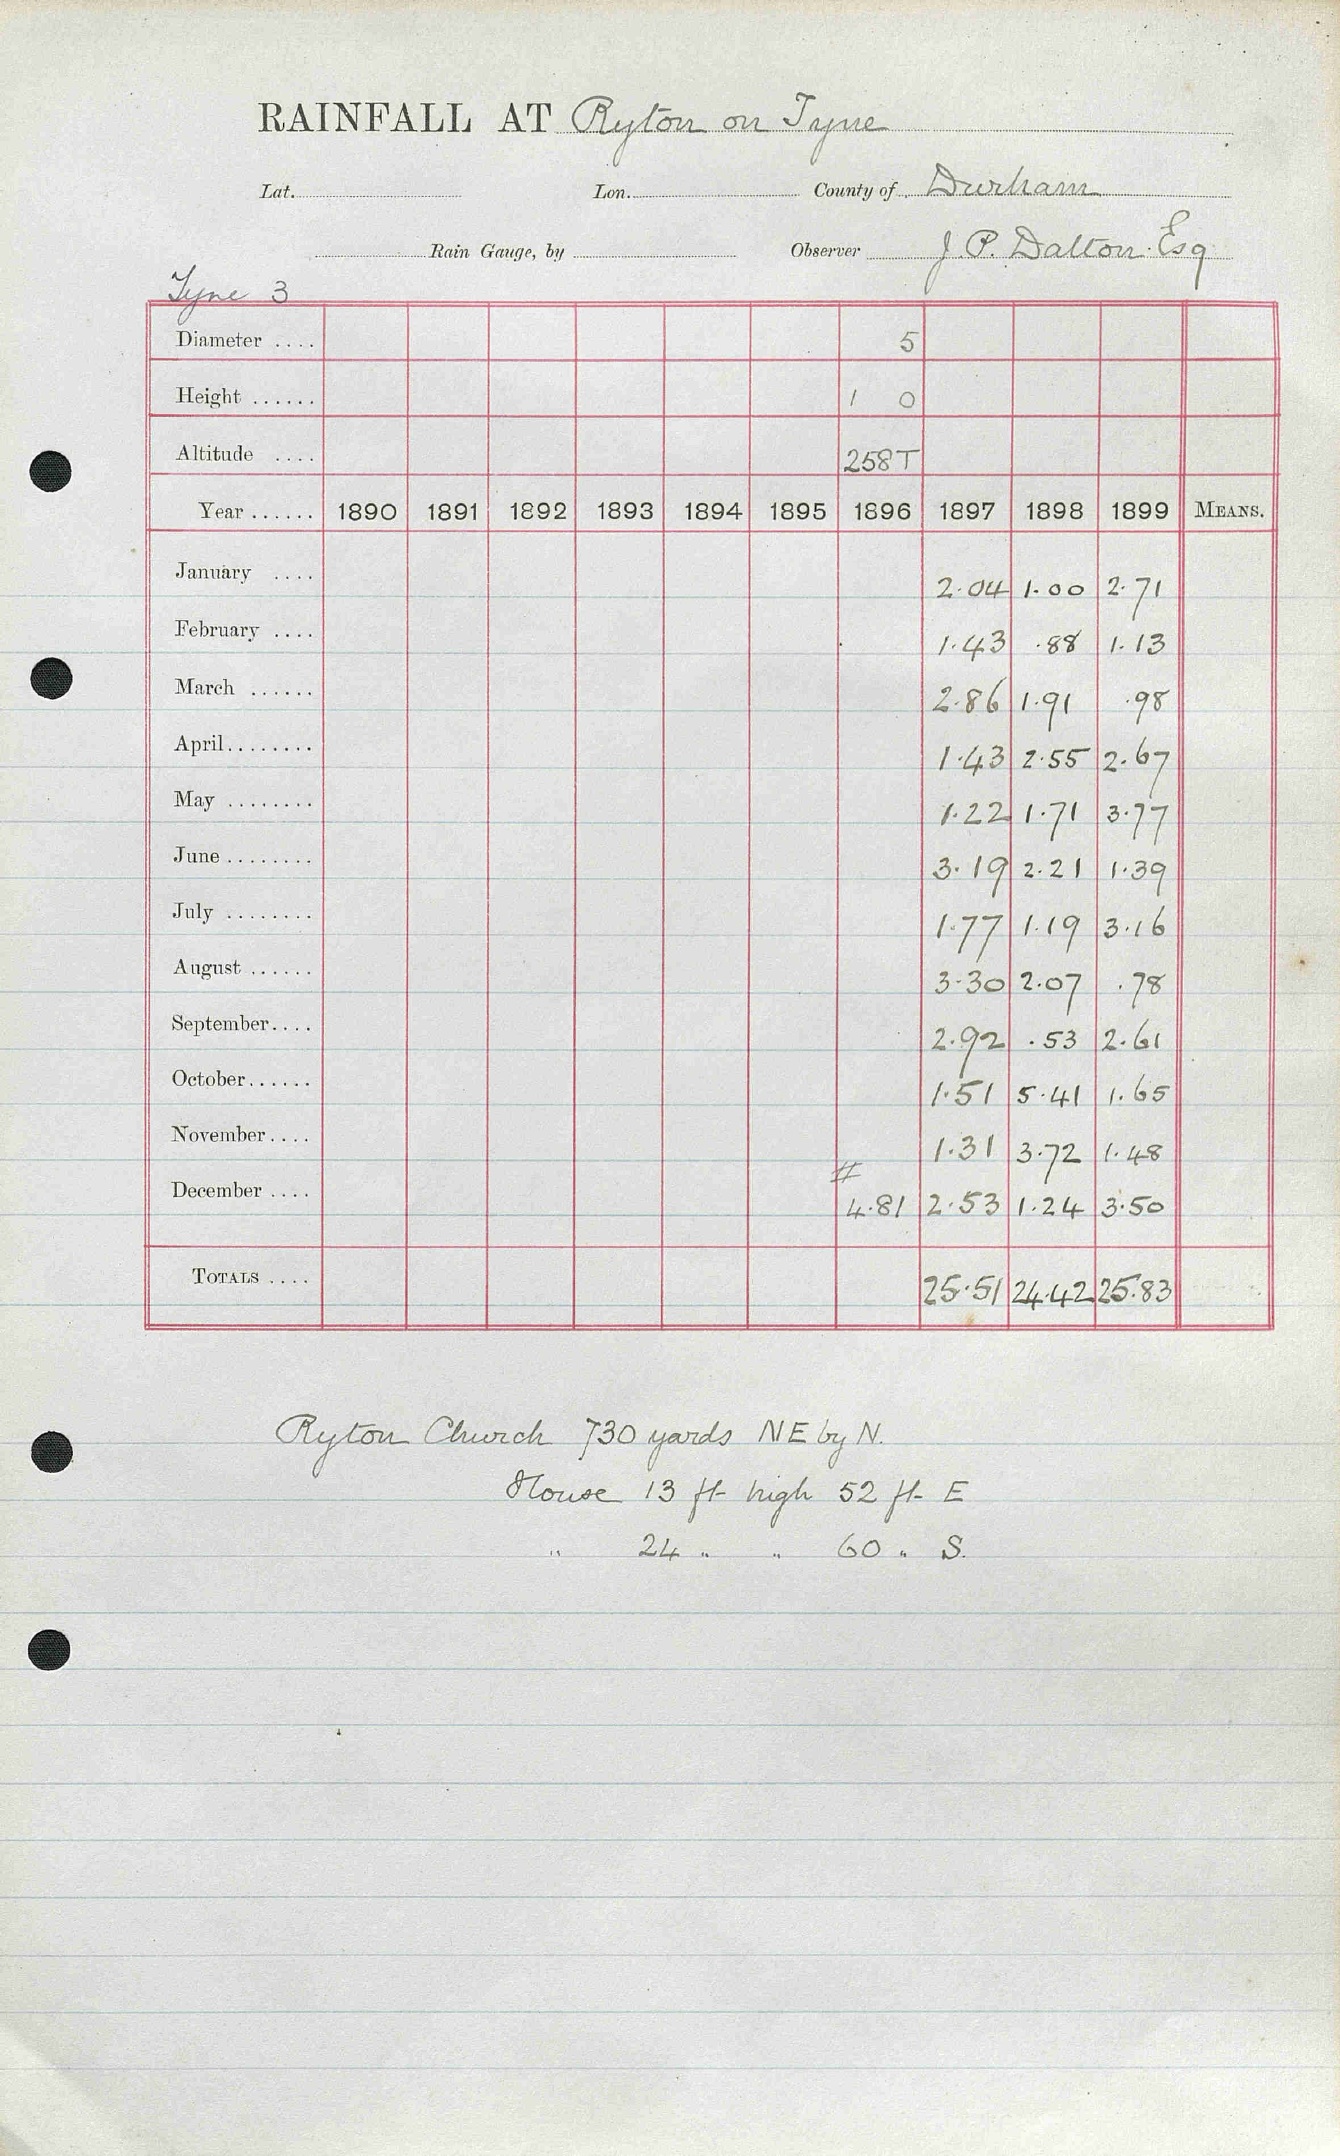 RAINFALL AT Ryton on Tyne
Lat. Lon. County of Durham
Rain Gauge, by Observer J. P. Dalton Esq
Tyne 3
Diameter .... 5
Height ...... 1 0
Altitude .... 258 T
Year ...... 1890 1891 1892 1893 1894 1895 1896 1897 1898 1899 MEANS.
January .... 2.04 1.00 2.71
February .... 1.43 .88 1.13
March ...... 2.86 1.91 .98
April........ 1.43 2.55 2.67
May ........ 1.22 1.71 3.77
June ........ 3.19 2.21 1.39
July ........ 1.77 1.19 3.16
August ...... 3.30 2.07 .78
September.... 2.92 .53 2.61
October...... 1.51 5.41 1.65
November.... 1.31 3.72 1.48
#
December .... 4.81 2.53 1.24 3.50
TOTALS .... 25.51 24.42 25.83
Ryton Church 730 yards NE by N.
House 13 ft high 52 ft E
" 24 " " 60 " S.